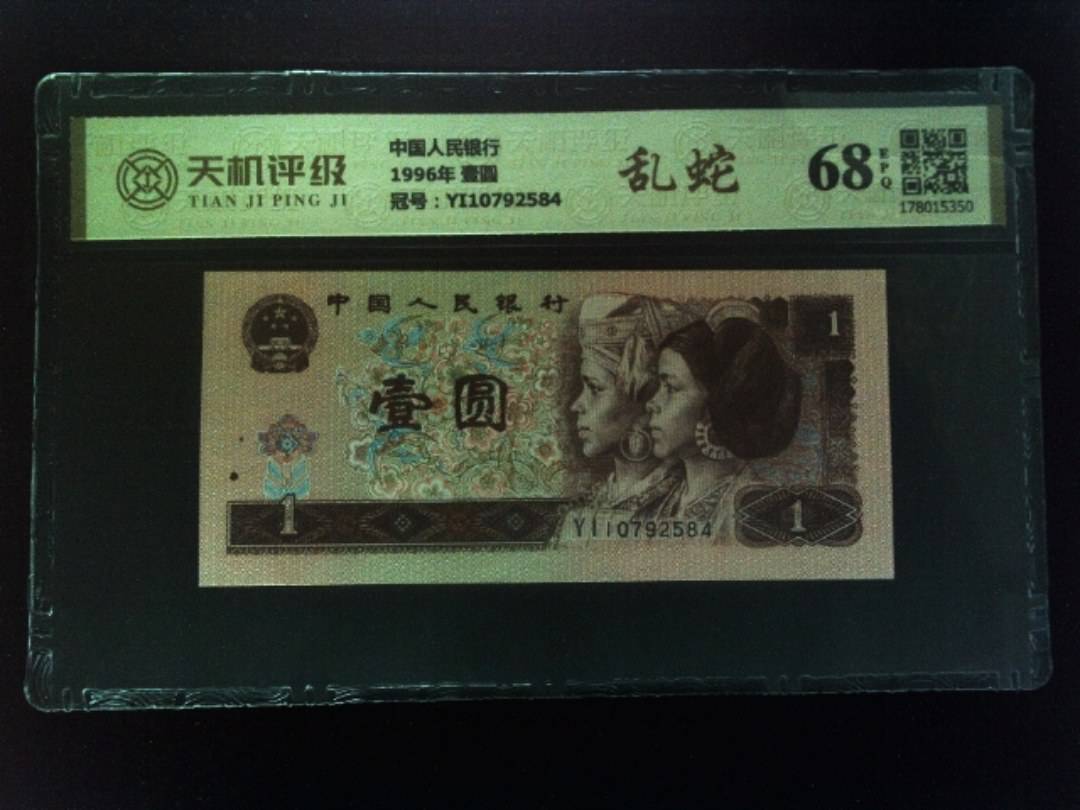 天机评级
TIAN JI PING JI
中国人民银行
1996年 壹圆
冠号：YI10792584
乱蛇
68
EPQ
178015350
中国人民银行
壹圆
1
1
YI10792584
1